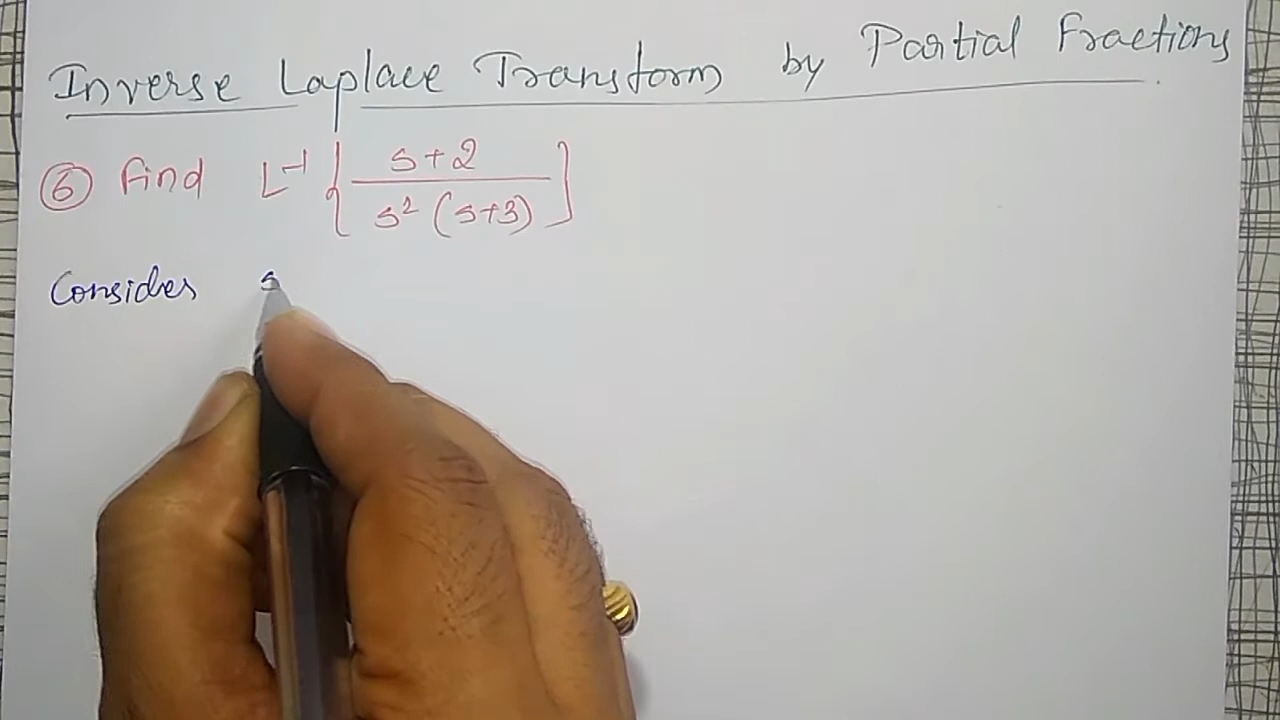 Inverse Laplace Transform by Partial Fractions
⑥ Find L⁻¹ { s+2 / s² (s+3) }
Consider s